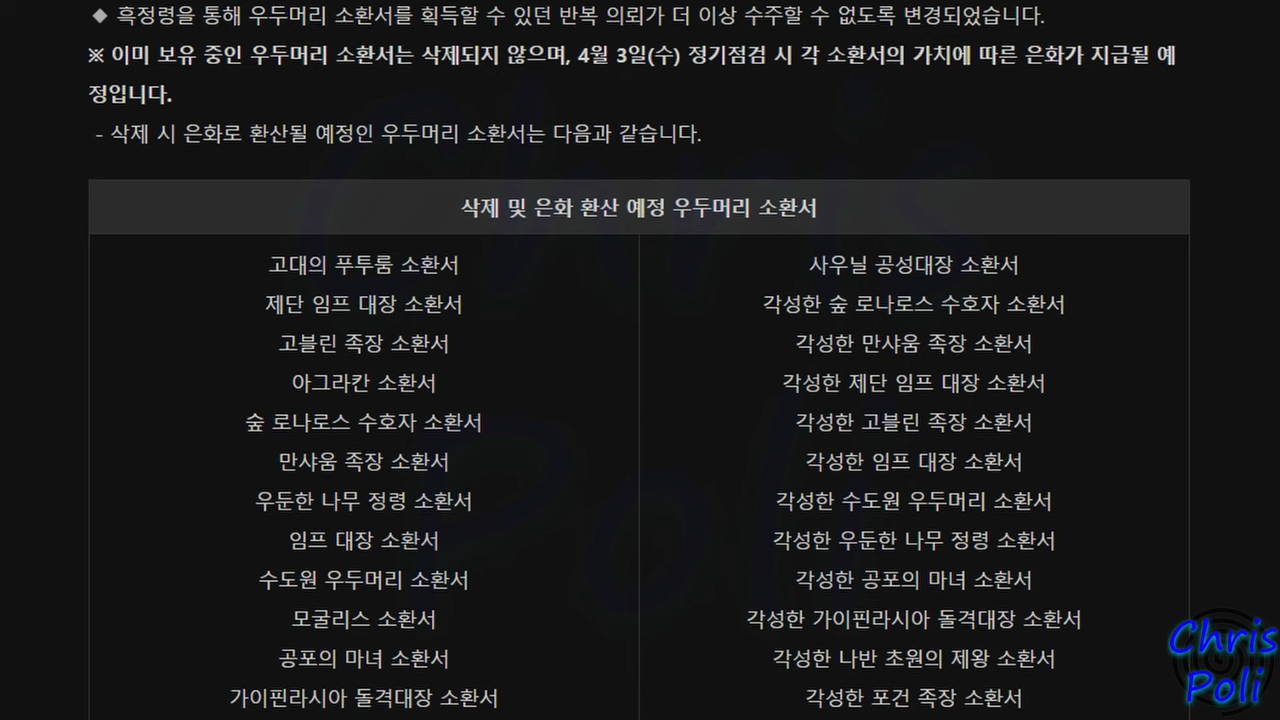 ◆ 흑정령을 통해 우두머리 소환서를 획득할 수 있던 반복 의뢰가 더 이상 수주할 수 없도록 변경되었습니다.
※ 이미 보유 중인 우두머리 소환서는 삭제되지 않으며, 4월 3일(수) 정기점검 시 각 소환서의 가치에 따른 은화가 지급될 예
정입니다.
- 삭제 시 은화로 환산될 예정인 우두머리 소환서는 다음과 같습니다.
삭제 및 은화 환산 예정 우두머리 소환서
고대의 푸투룸 소환서
사우닐 공성대장 소환서
제단 임프 대장 소환서
각성한 숲 로나로스 수호자 소환서
고블린 족장 소환서
각성한 만샤움 족장 소환서
아그라칸 소환서
각성한 제단 임프 대장 소환서
숲 로나로스 수호자 소환서
각성한 고블린 족장 소환서
만샤움 족장 소환서
각성한 임프 대장 소환서
우둔한 나무 정령 소환서
각성한 수도원 우두머리 소환서
임프 대장 소환서
각성한 우둔한 나무 정령 소환서
수도원 우두머리 소환서
각성한 공포의 마녀 소환서
모굴리스 소환서
각성한 가이핀라시아 돌격대장 소환서
공포의 마녀 소환서
각성한 나반 초원의 제왕 소환서
가이핀라시아 돌격대장 소환서
각성한 포건 족장 소환서
Chris
Poli
Chris
Poli